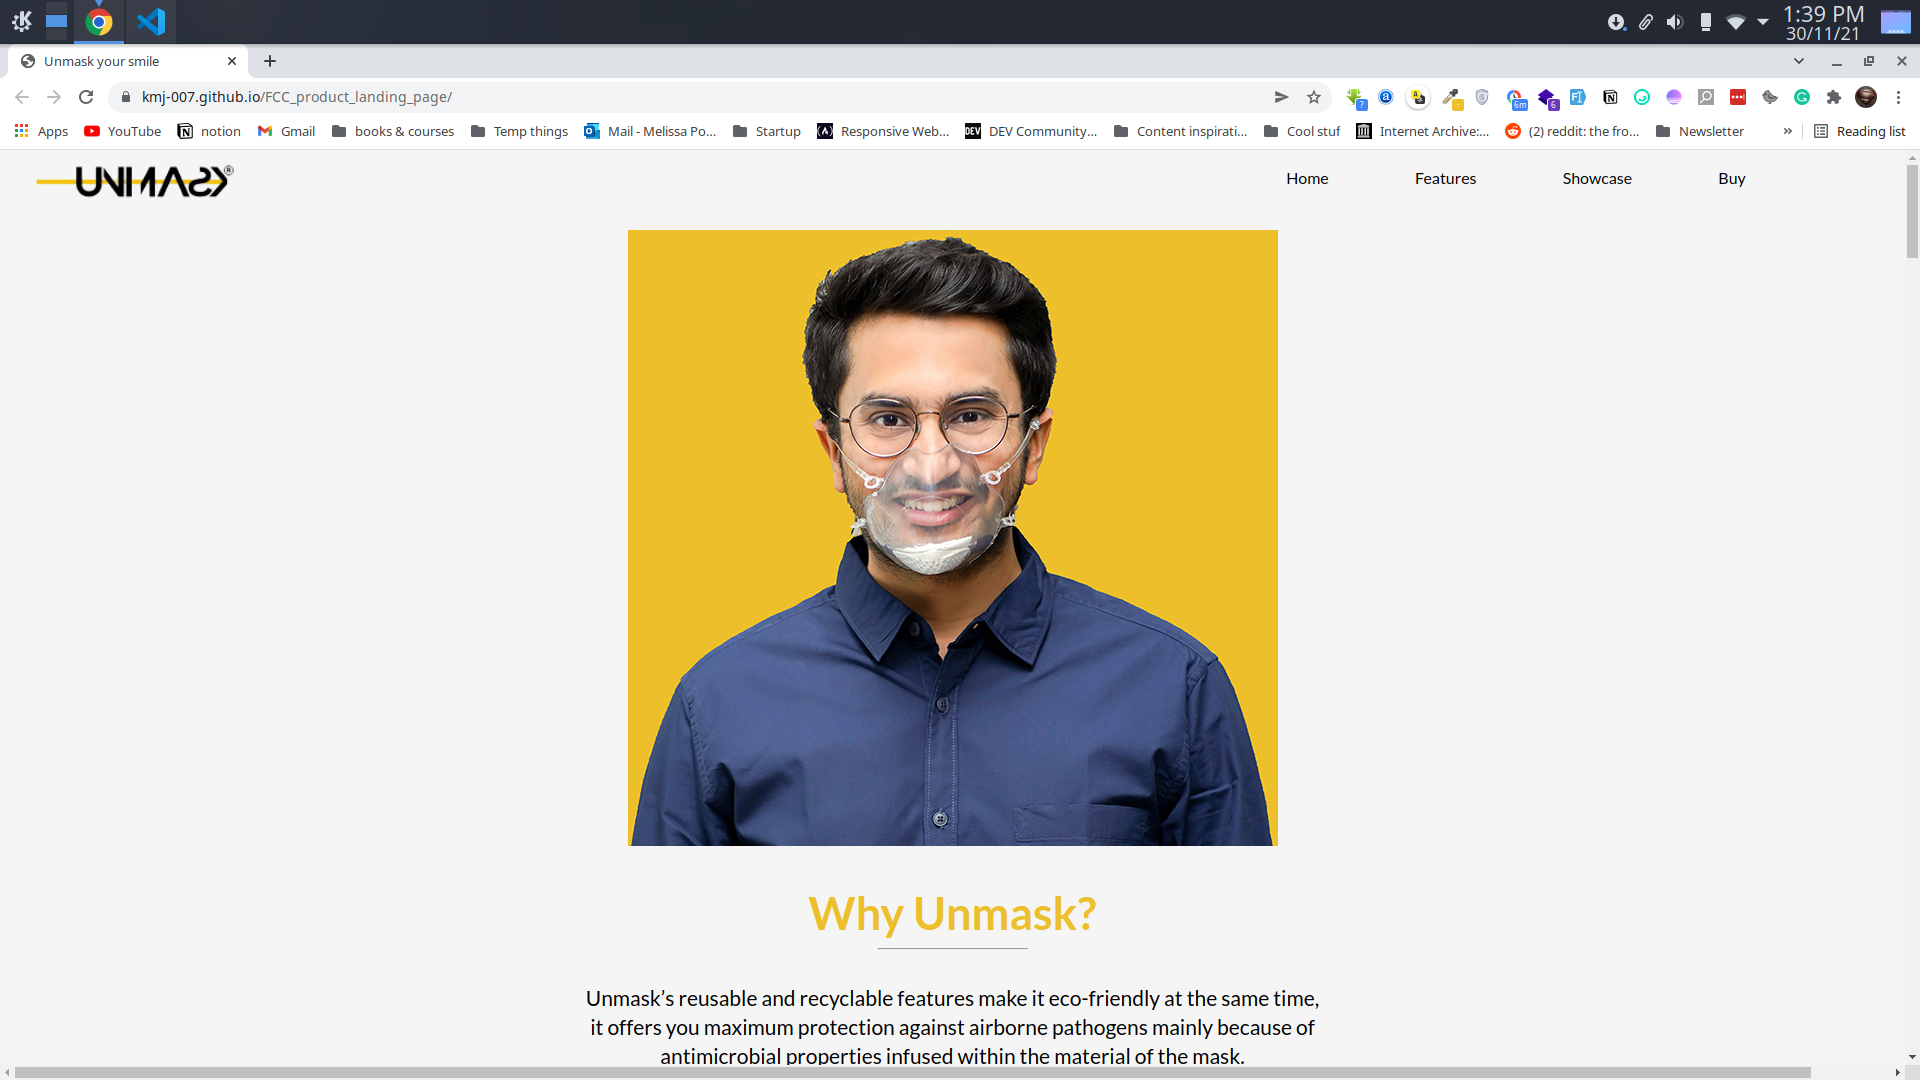 1:39 PM
30/11/21
Unmask your smile
kmj-007.github.io/FCC_product_landing_page/
?
a
6m
6
Apps
YouTube
notion
Gmail
books & courses
Temp things
Mail - Melissa Po...
Startup
Responsive Web...
DEV
DEV Community...
Content inspirati...
Cool stuf
Internet Archive:...
(2) reddit: the fro...
Newsletter
»
Reading list
UNMASK®
Home
Features
Showcase
Buy
Why Unmask?
Unmask’s reusable and recyclable features make it eco-friendly at the same time,
it offers you maximum protection against airborne pathogens mainly because of
antimicrobial properties infused within the material of the mask.